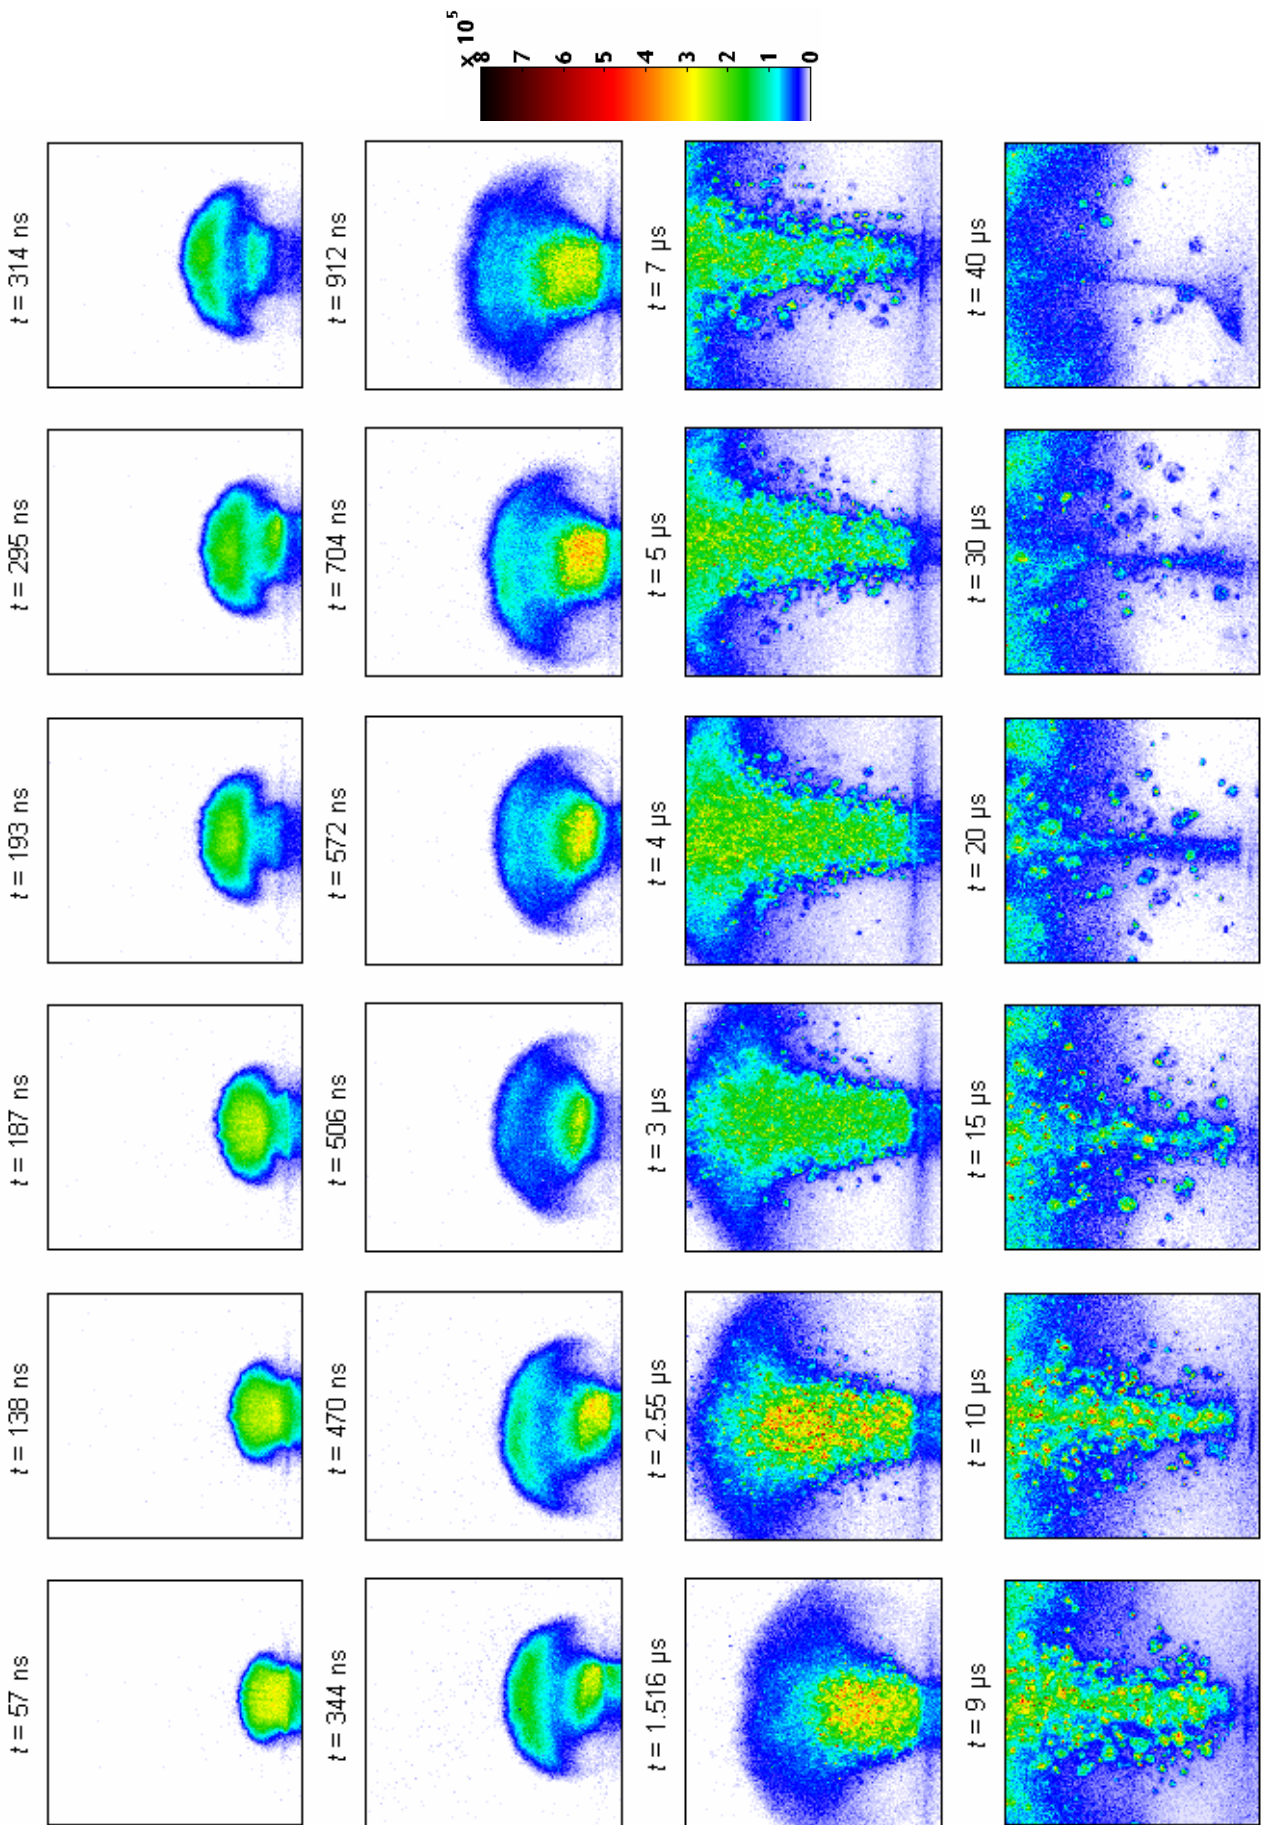 t = 57 ns
t = 138 ns
t = 187 ns
t = 193 ns
t = 295 ns
t = 314 ns
t = 344 ns
t = 470 ns
t = 506 ns
t = 572 ns
t = 704 ns
t = 912 ns
t = 1.516 µs
t = 2.55 µs
t = 3 µs
t = 4 µs
t = 5 µs
t = 7 µs
t = 9 µs
t = 10 µs
t = 15 µs
t = 20 µs
t = 30 µs
t = 40 µs
x 10⁵
8
7
6
5
4
3
2
1
0